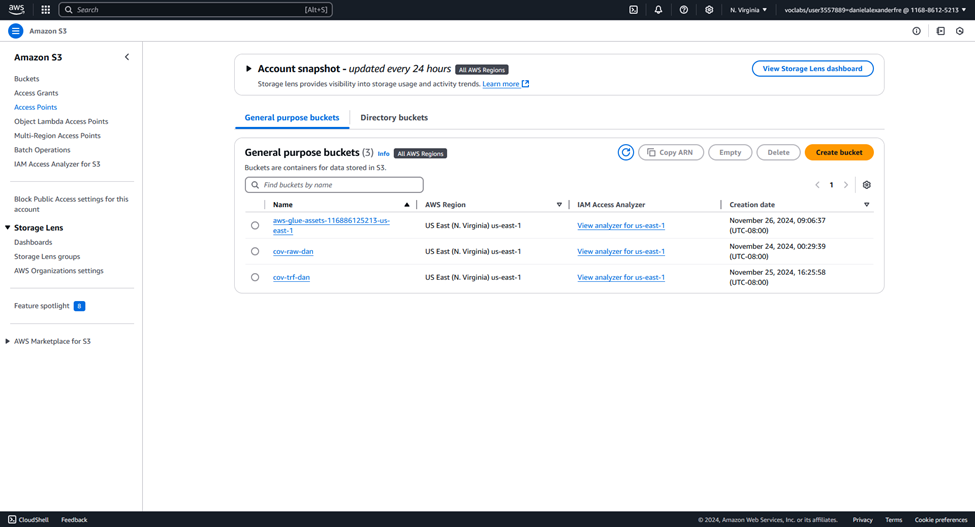 aws
Search
[Alt+S]
N. Virginia
voclabs/user3557889=danielalexanderfre @ 1168-8612-5213
Amazon S3
Amazon S3
Buckets
Access Grants
Access Points
Object Lambda Access Points
Multi-Region Access Points
Batch Operations
IAM Access Analyzer for S3
Block Public Access settings for this
account
Storage Lens
Dashboards
Storage Lens groups
AWS Organizations settings
Feature spotlight 8
AWS Marketplace for S3
Account snapshot - updated every 24 hours All AWS Regions
View Storage Lens dashboard
Storage lens provides visibility into storage usage and activity trends. Learn more
General purpose buckets
Directory buckets
General purpose buckets (3) Info All AWS Regions
Copy ARN
Empty
Delete
Create bucket
Buckets are containers for data stored in S3.
Find buckets by name
1
Name
AWS Region
IAM Access Analyzer
Creation date
aws-glue-assets-116886125213-us-
east-1
US East (N. Virginia) us-east-1
View analyzer for us-east-1
November 26, 2024, 09:06:37
(UTC-08:00)
cov-raw-dan
US East (N. Virginia) us-east-1
View analyzer for us-east-1
November 24, 2024, 00:29:39
(UTC-08:00)
cov-trf-dan
US East (N. Virginia) us-east-1
View analyzer for us-east-1
November 25, 2024, 16:25:58
(UTC-08:00)
CloudShell
Feedback
© 2024, Amazon Web Services, Inc. or its affiliates.
Privacy
Terms
Cookie preferences